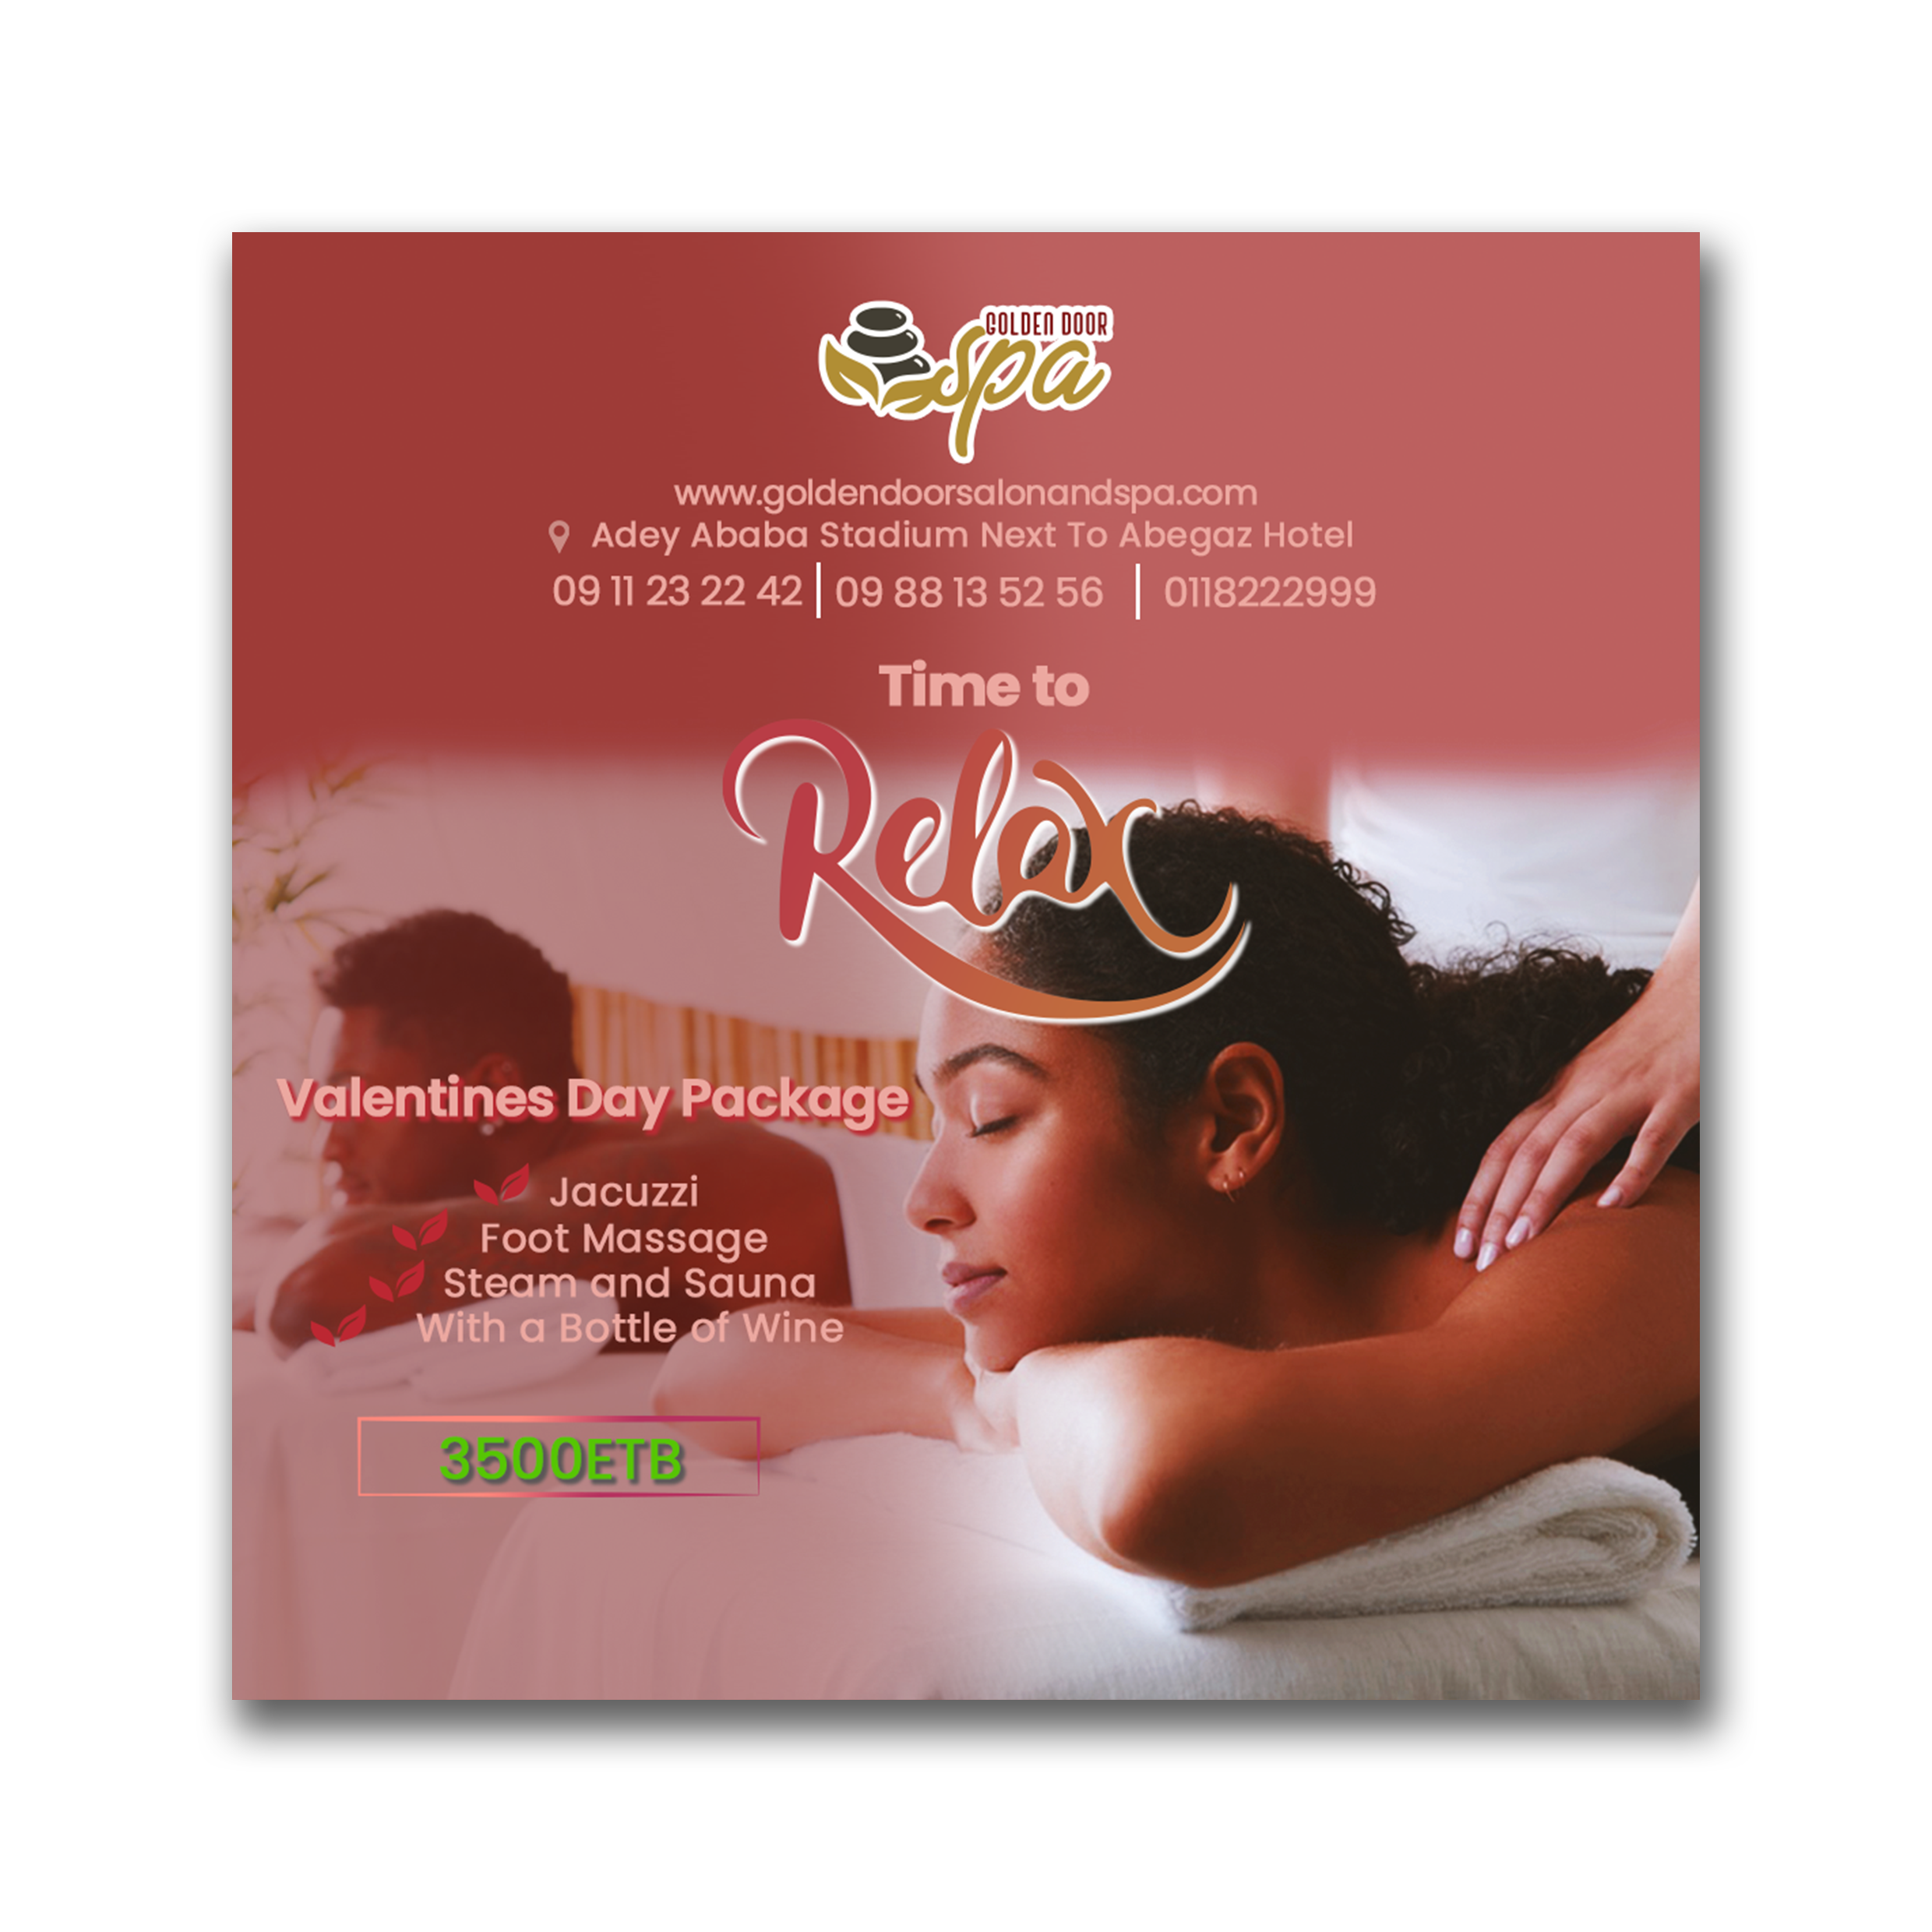 GOLDEN DOOR
spa
www.goldendoorsalonandspa.com
Adey Ababa Stadium Next To Abegaz Hotel
09 11 23 22 42 | 09 88 13 52 56 | 0118222999
Time to
Relax
Valentines Day Package
Jacuzzi
Foot Massage
Steam and Sauna
With a Bottle of Wine
3500ETB